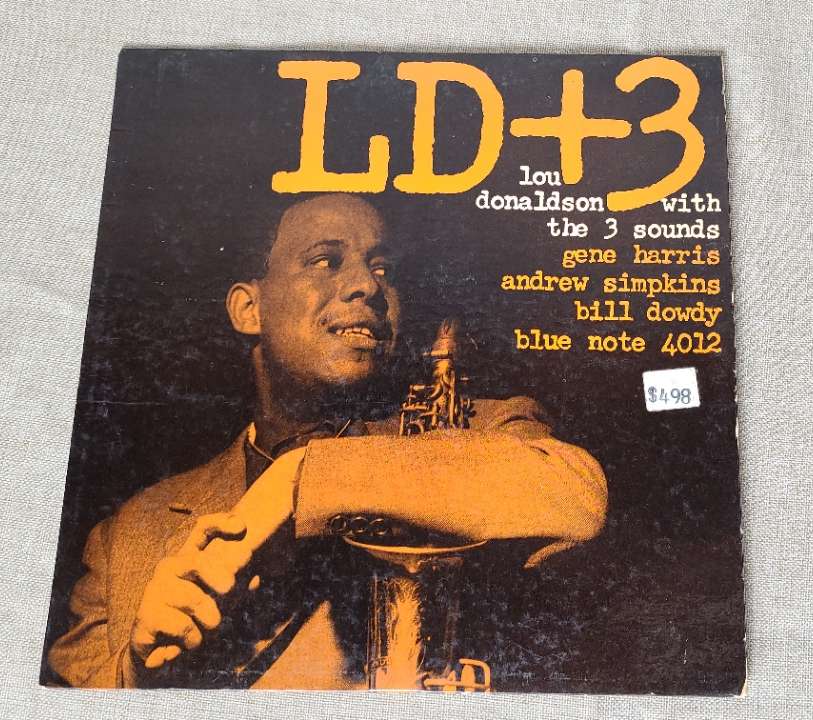 LD+3
lou
donaldson with
the 3 sounds
gene harris
andrew simpkins
bill dowdy
blue note 4012
$498